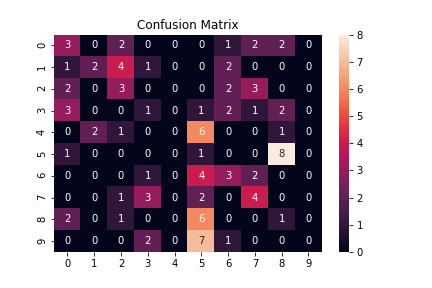 Confusion Matrix
0 3 0 2 0 0 0 1 2 2 0
1 1 2 4 1 0 0 2 0 0 0
2 2 0 3 0 0 0 2 3 0 0
3 3 0 0 1 0 1 2 1 2 0
4 0 2 1 0 0 6 0 0 1 0
5 1 0 0 0 0 1 0 0 8 0
6 0 0 0 1 0 4 3 2 0 0
7 0 0 1 3 0 2 0 4 0 0
8 2 0 1 0 0 6 0 0 1 0
9 0 0 0 2 0 7 1 0 0 0
0 1 2 3 4 5 6 7 8 9
8
7
6
5
4
3
2
1
0